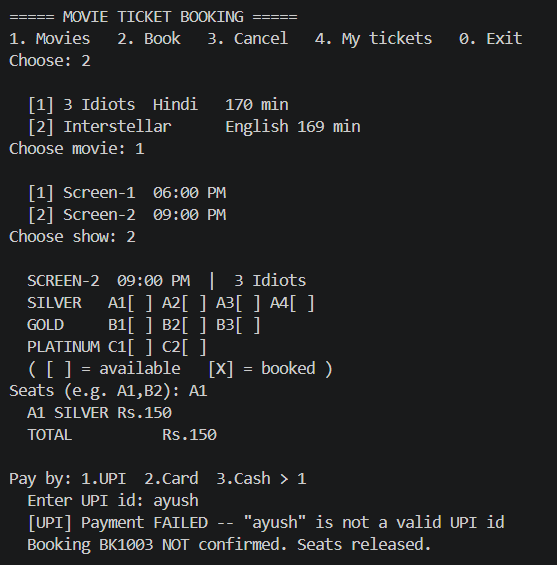 ===== MOVIE TICKET BOOKING =====
1. Movies   2. Book   3. Cancel   4. My tickets   0. Exit
Choose: 2

  [1] 3 Idiots  Hindi   170 min
  [2] Interstellar      English 169 min
Choose movie: 1

  [1] Screen-1  06:00 PM
  [2] Screen-2  09:00 PM
Choose show: 2

  SCREEN-2  09:00 PM  |  3 Idiots
  SILVER   A1[ ] A2[ ] A3[ ] A4[ ]
  GOLD     B1[ ] B2[ ] B3[ ]
  PLATINUM C1[ ] C2[ ]
  ( [ ] = available   [X] = booked )
Seats (e.g. A1,B2): A1
  A1 SILVER Rs.150
  TOTAL          Rs.150

Pay by: 1.UPI  2.Card  3.Cash > 1
  Enter UPI id: ayush
  [UPI] Payment FAILED -- "ayush" is not a valid UPI id
  Booking BK1003 NOT confirmed. Seats released.